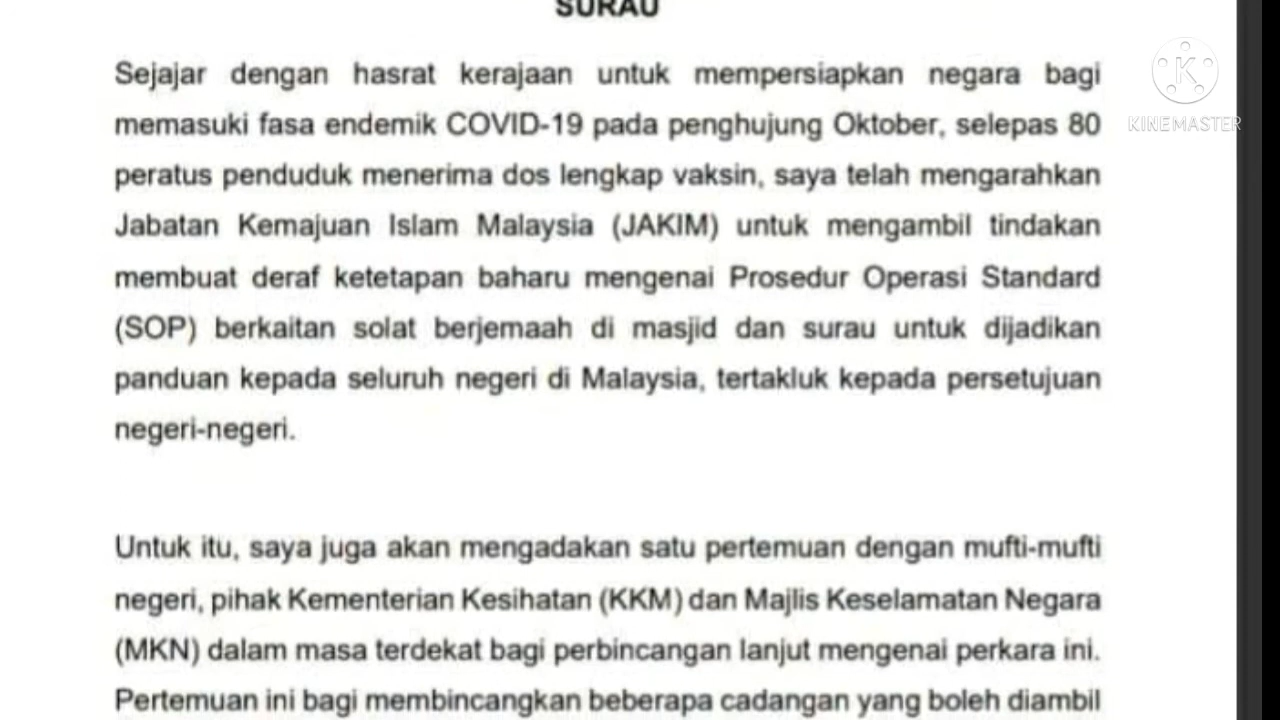 SURAU
Sejajar dengan hasrat kerajaan untuk mempersiapkan negara bagi
memasuki fasa endemik COVID-19 pada penghujung Oktober, selepas 80
peratus penduduk menerima dos lengkap vaksin, saya telah mengarahkan
Jabatan Kemajuan Islam Malaysia (JAKIM) untuk mengambil tindakan
membuat deraf ketetapan baharu mengenai Prosedur Operasi Standard
(SOP) berkaitan solat berjemaah di masjid dan surau untuk dijadikan
panduan kepada seluruh negeri di Malaysia, tertakluk kepada persetujuan
negeri-negeri.
Untuk itu, saya juga akan mengadakan satu pertemuan dengan mufti-mufti
negeri, pihak Kementerian Kesihatan (KKM) dan Majlis Keselamatan Negara
(MKN) dalam masa terdekat bagi perbincangan lanjut mengenai perkara ini.
Pertemuan ini bagi membincangkan beberapa cadangan yang boleh diambil
K
KINEMASTER